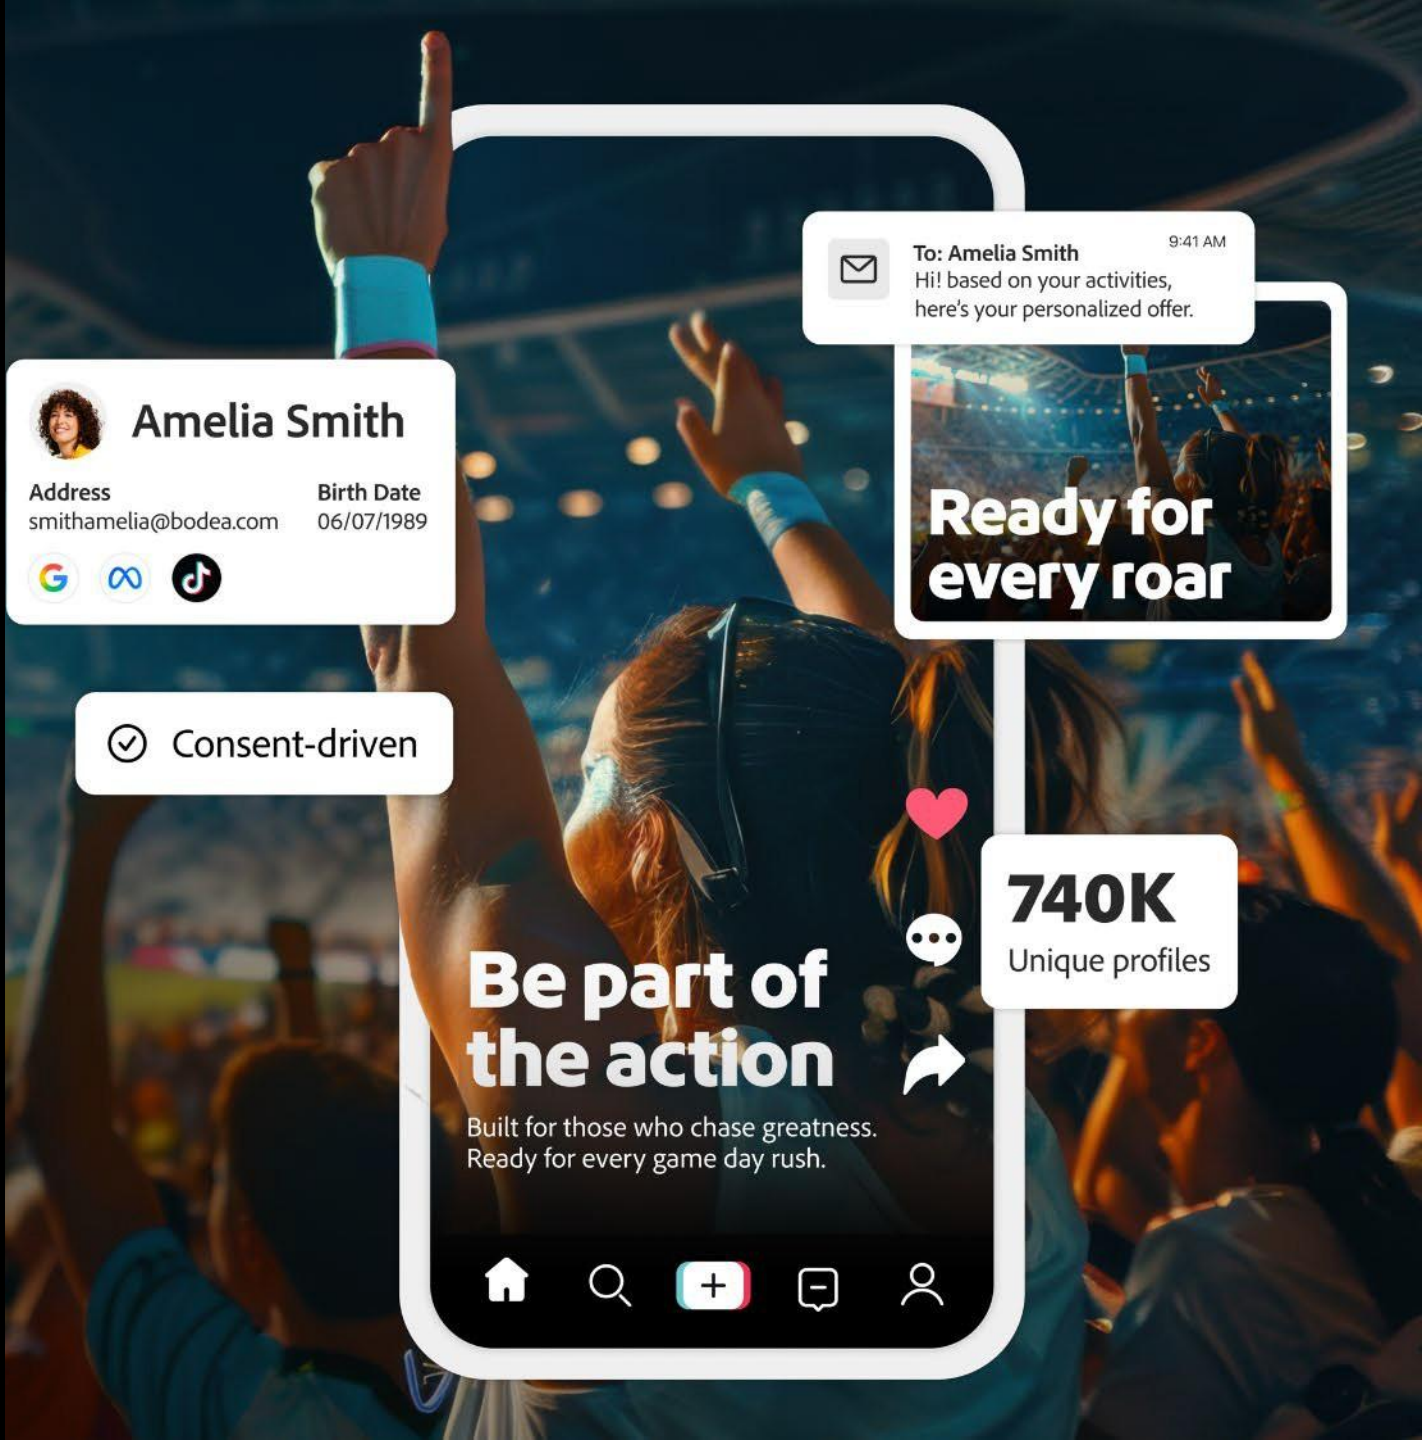 To: Amelia Smith
9:41 AM
Hi! based on your activities,
here's your personalized offer.
Amelia Smith
Address
Birth Date
smithamelia@bodea.com
06/07/1989
Ready for
every roar
Consent-driven
740K
Unique profiles
Be part of
the action
Built for those who chase greatness.
Ready for every game day rush.